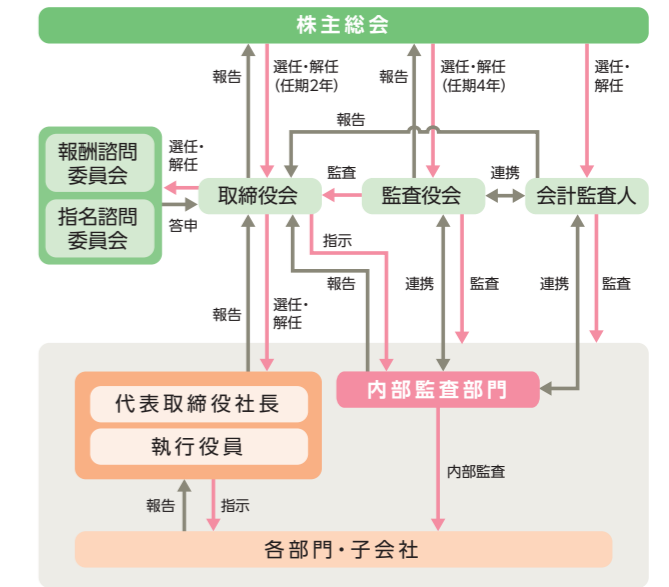 株主総会
報告
選任・解任
(任期2年)
報告
選任・解任
(任期4年)
選任・
解任
報告
報酬諮問
委員会
指名諮問
委員会
選任・
解任
答申
取締役会
監査
監査役会
連携
会計監査人
指示
報告
選任・
解任
報告
連携
監査
連携
監査
代表取締役社長
執行役員
内部監査部門
内部監査
報告
指示
各部門・子会社